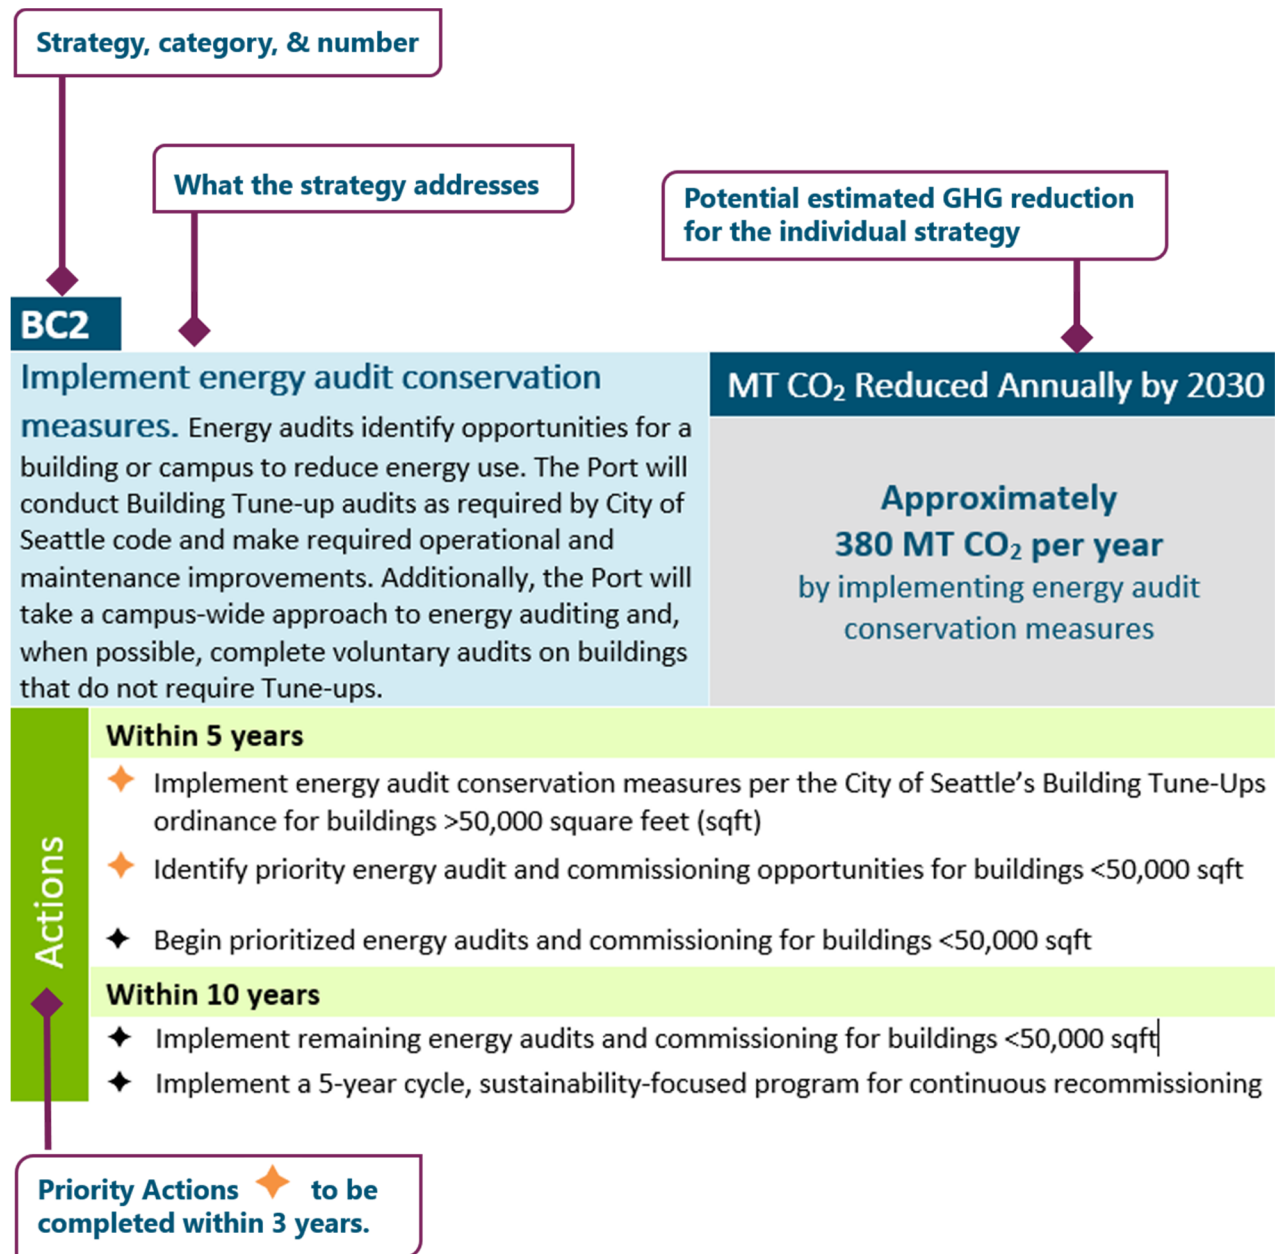 Strategy, category, & number
What the strategy addresses
Potential estimated GHG reduction
for the individual strategy
BC2
Implement energy audit conservation
measures. Energy audits identify opportunities for a
building or campus to reduce energy use. The Port will
conduct Building Tune-up audits as required by City of
Seattle code and make required operational and
maintenance improvements. Additionally, the Port will
take a campus-wide approach to energy auditing and,
when possible, complete voluntary audits on buildings
that do not require Tune-ups.
MT CO₂ Reduced Annually by 2030
Approximately
380 MT CO₂ per year
by implementing energy audit
conservation measures
Actions
Within 5 years
Implement energy audit conservation measures per the City of Seattle’s Building Tune-Ups
ordinance for buildings >50,000 square feet (sqft)
Identify priority energy audit and commissioning opportunities for buildings <50,000 sqft
Begin prioritized energy audits and commissioning for buildings <50,000 sqft
Within 10 years
Implement remaining energy audits and commissioning for buildings <50,000 sqft
Implement a 5-year cycle, sustainability-focused program for continuous recommissioning
Priority Actions to be
completed within 3 years.